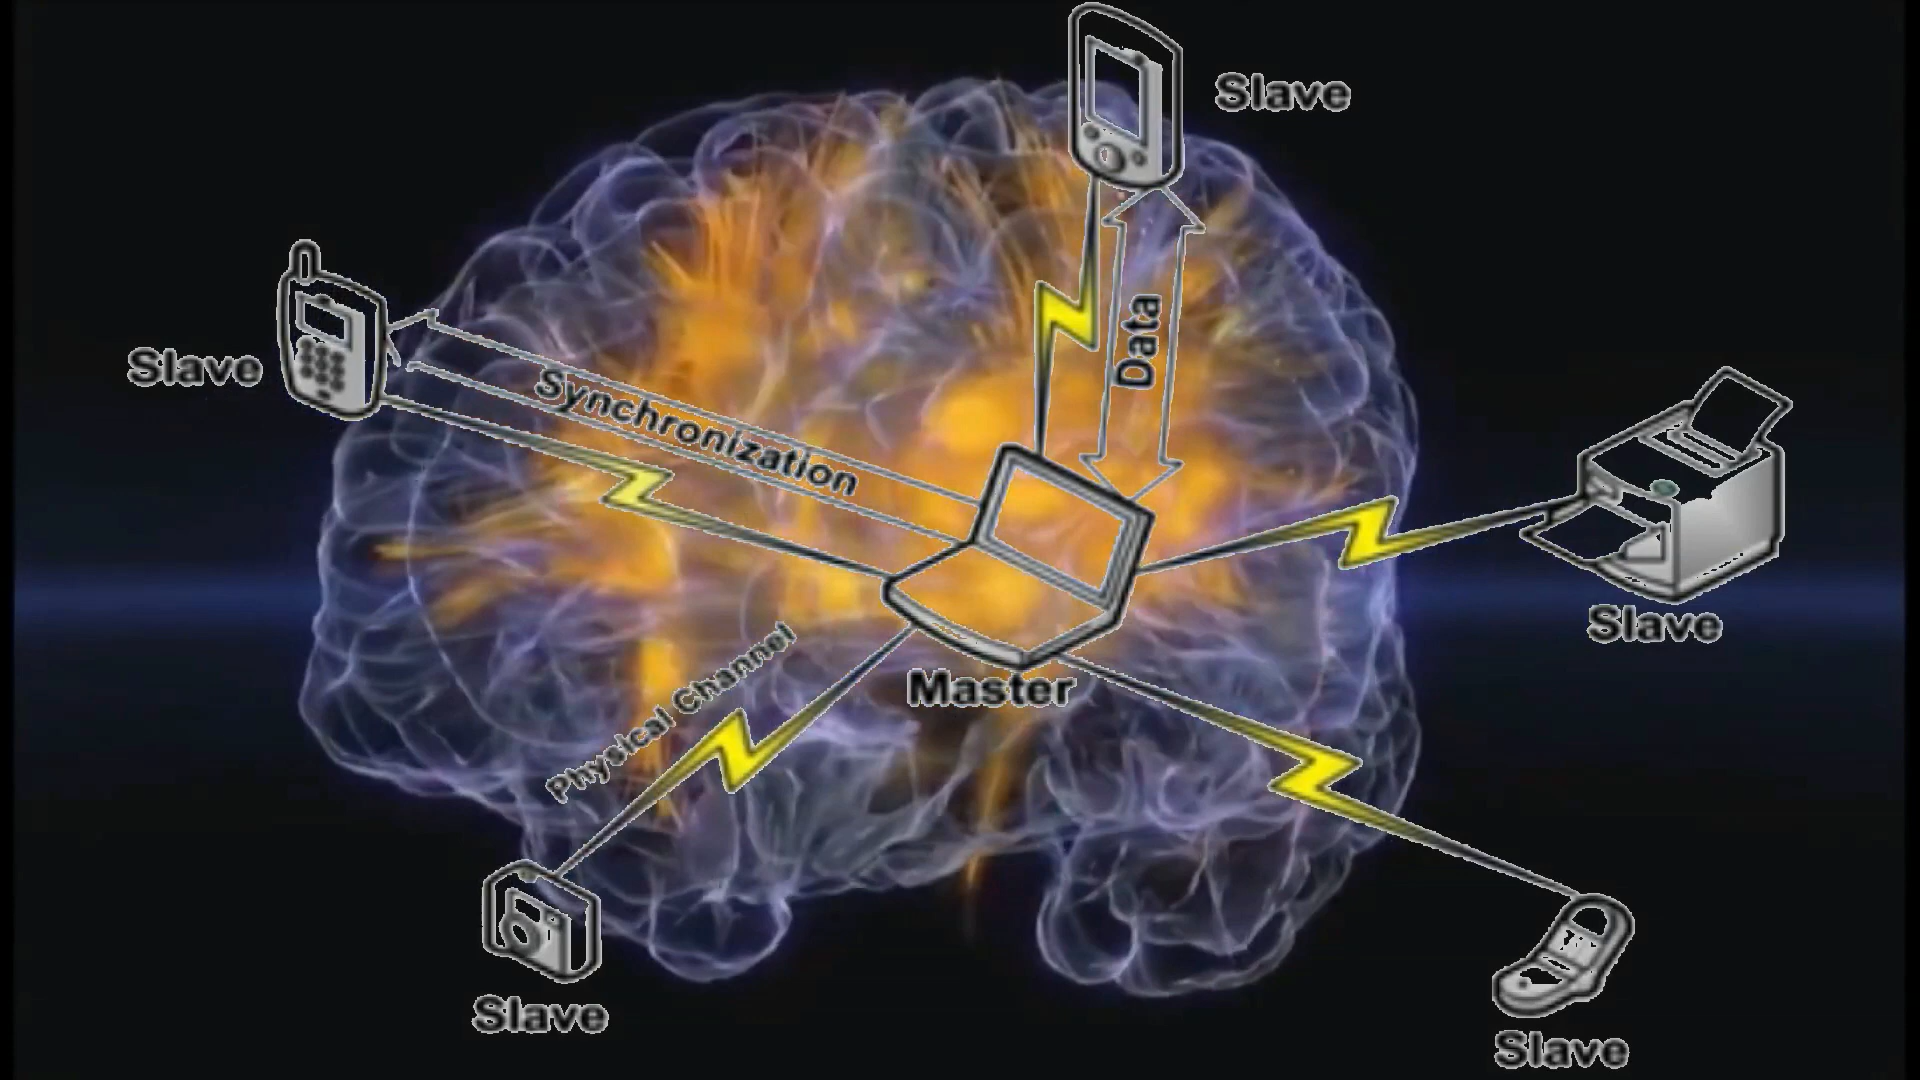 Slave
Slave
Data
Synchronization
Slave
Physical Channel
Master
Slave
Slave